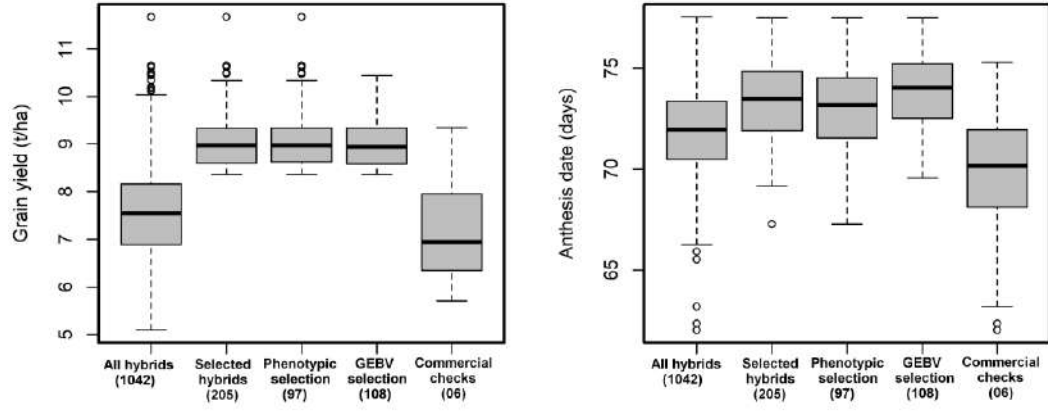 Grain yield (t/ha)
11
10
9
8
7
6
5
All hybrids
(1042)
Selected
hybrids
(205)
Phenotypic
selection
(97)
GEBV
selection
(108)
Commercial
checks
(06)
Anthesis date (days)
75
70
65
All hybrids
(1042)
Selected
hybrids
(205)
Phenotypic
selection
(97)
GEBV
selection
(108)
Commercial
checks
(06)